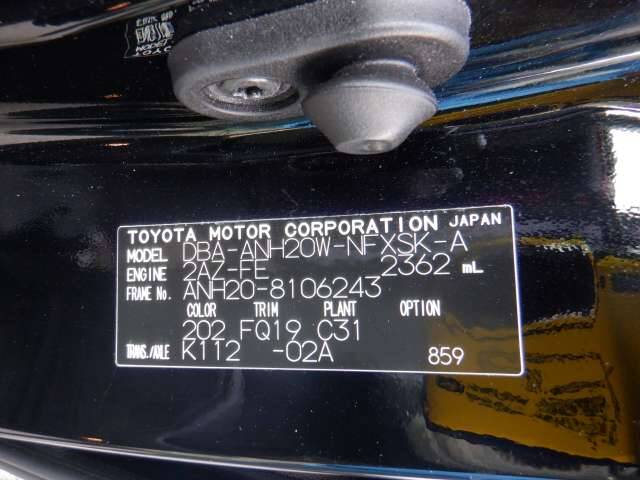 TOYOTA MOTOR CORPORATION JAPAN
MODEL DBA-ANH20W-NFXSK-A
ENGINE 2AZ-FE 2362 mL
FRAME No. ANH20-8106243
COLOR TRIM PLANT OPTION
202 FQ19 C31
TRANS./AXLE K112 -02A 859